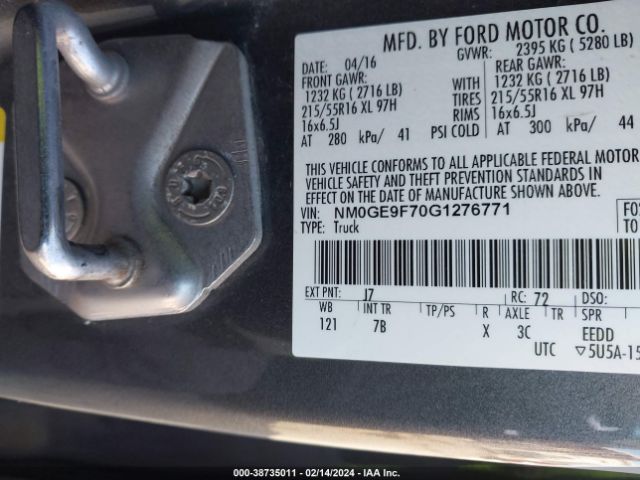 MFD. BY FORD MOTOR CO.
DATE: 04/16 GVWR: 2395 KG ( 5280 LB)
FRONT GAWR: REAR GAWR:
1232 KG ( 2716 LB) WITH 1232 KG ( 2716 LB)
215/55R16 XL 97H TIRES 215/55R16 XL 97H
16x6.5J RIMS 16x6.5J
AT 280 kPa/ 41 PSI COLD AT 300 kPa/ 44
THIS VEHICLE CONFORMS TO ALL APPLICABLE FEDERAL MOTOR
VEHICLE SAFETY AND THEFT PREVENTION STANDARDS IN
EFFECT ON THE DATE OF MANUFACTURE SHOWN ABOVE.
VIN: NM0GE9F70G1276771
TYPE: Truck
EXT PNT: J7 RC: 72 DSO:
WB INT TR TP/PS R AXLE TR SPR
121 7B X 3C EEDD
UTC 5U5A-15
000-38735011 - 02/14/2024 - IAA Inc.